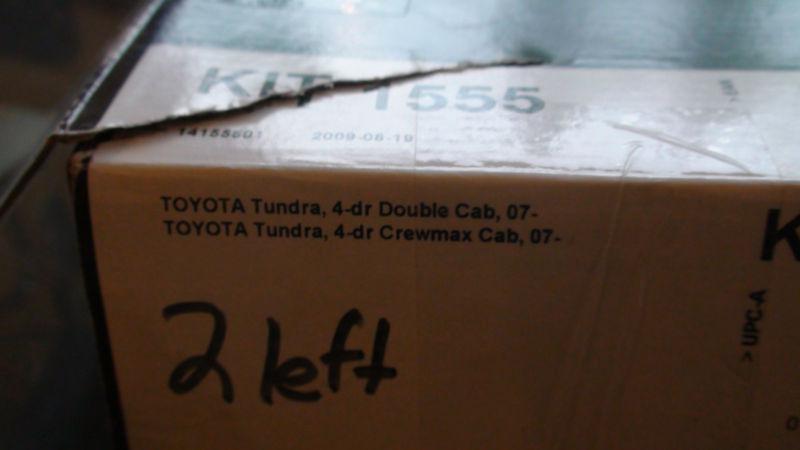 KIT 1555
14155501 2009-08-19
TOYOTA Tundra, 4-dr Double Cab, 07-
TOYOTA Tundra, 4-dr Crewmax Cab, 07-
2 left
K
> UPC-A